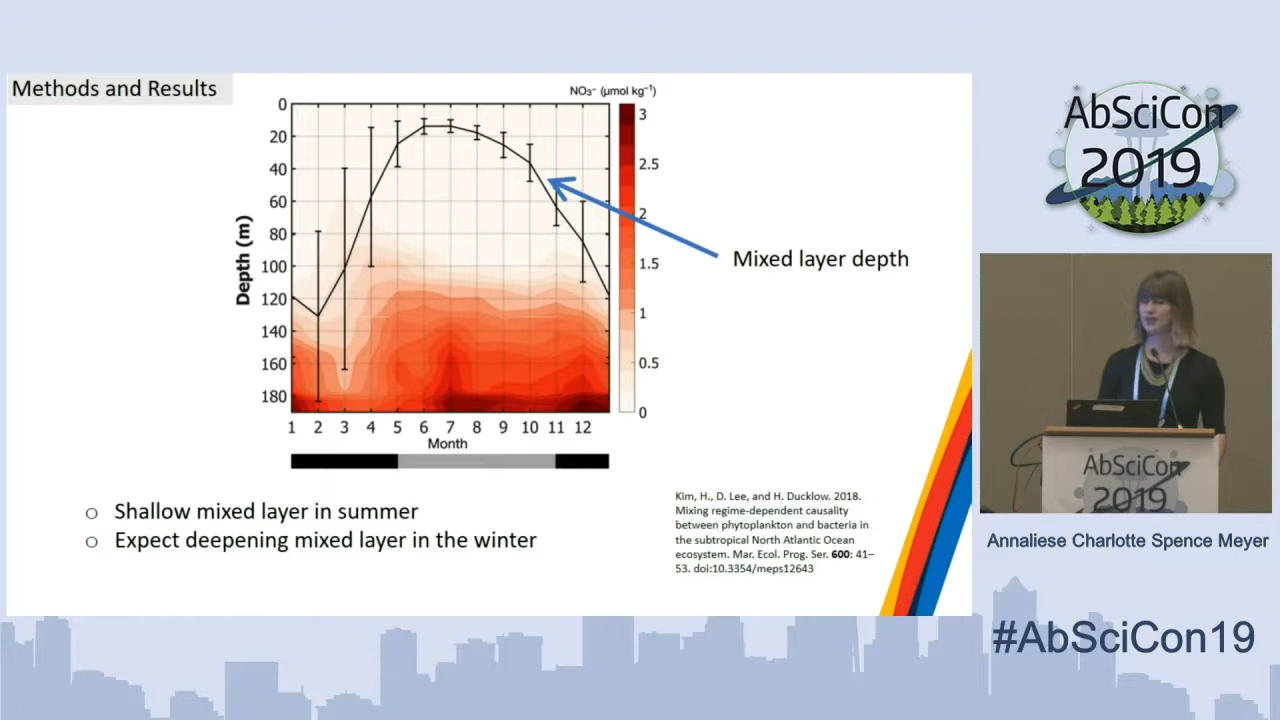 Methods and Results
NO₃⁻ (μmol kg⁻¹)
0
20
40
60
80
100
120
140
160
180
Depth (m)
3
2.5
2
1.5
1
0.5
0
1 2 3 4 5 6 7 8 9 10 11 12
Month
Mixed layer depth
Shallow mixed layer in summer
Expect deepening mixed layer in the winter
Kim, H., D. Lee, and H. Ducklow. 2018.
Mixing regime-dependent causality
between phytoplankton and bacteria in
the subtropical North Atlantic Ocean
ecosystem. Mar. Ecol. Prog. Ser. 600: 41–
53. doi:10.3354/meps12643
AbSciCon
2019
AbSciCon
2019
Annaliese Charlotte Spence Meyer
#AbSciCon19